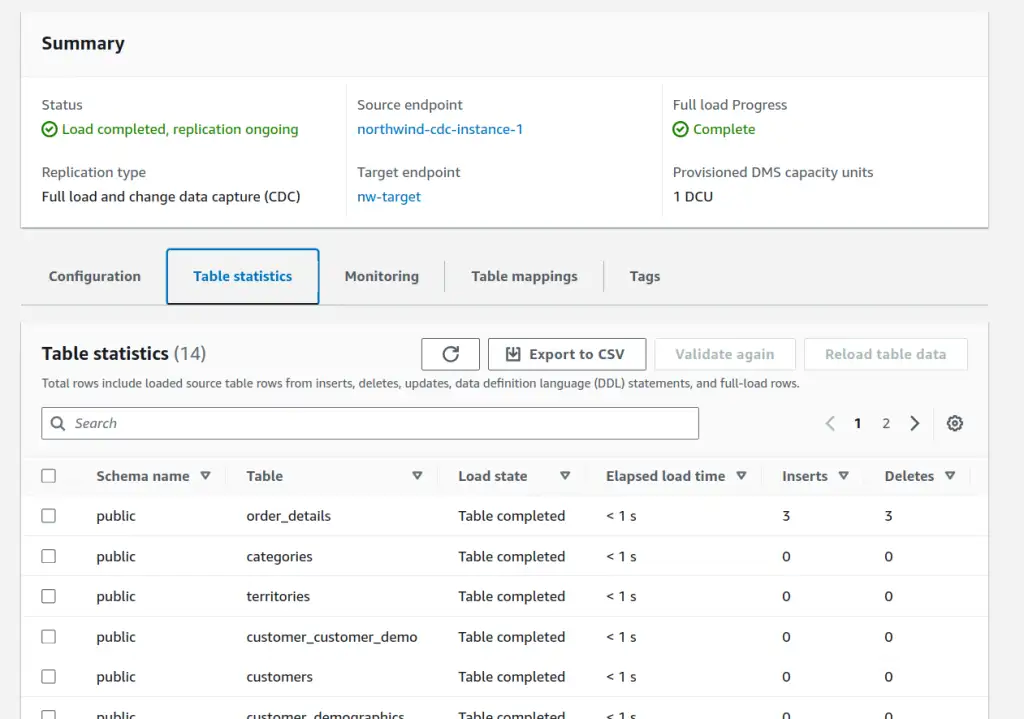 Summary
Status Source endpoint Full load Progress
Load completed, replication ongoing northwind-cdc-instance-1 Complete
Replication type Target endpoint Provisioned DMS capacity units
Full load and change data capture (CDC) nw-target 1 DCU
Configuration Table statistics Monitoring Table mappings Tags
Table statistics (14) Export to CSV Validate again Reload table data
Total rows include loaded source table rows from inserts, deletes, updates, data definition language (DDL) statements, and full-load rows.
Search 1 2
Schema name Table Load state Elapsed load time Inserts Deletes
public order_details Table completed < 1 s 3 3
public categories Table completed < 1 s 0 0
public territories Table completed < 1 s 0 0
public customer_customer_demo Table completed < 1 s 0 0
public customers Table completed < 1 s 0 0
public customer_demographics Table completed < 1 s 0 0